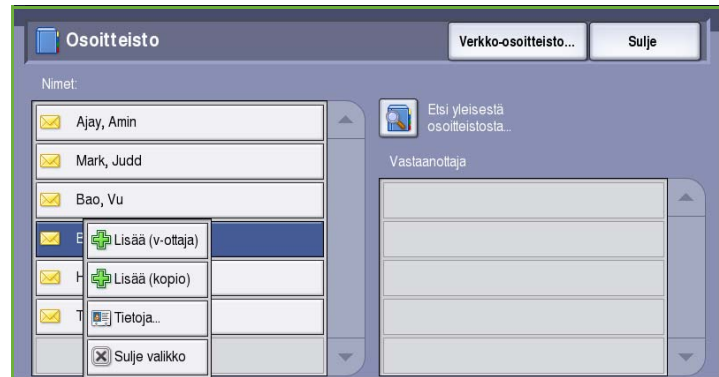 Osoitteisto
Verkko-osoitteisto...
Sulje
Nimet:
Ajay, Amin
Mark, Judd
Bao, Vu
Lisää (v-ottaja)
Lisää (kopio)
Tietoja...
Sulje valikko
Etsi yleisestä
osoitteistosta...
Vastaanottaja